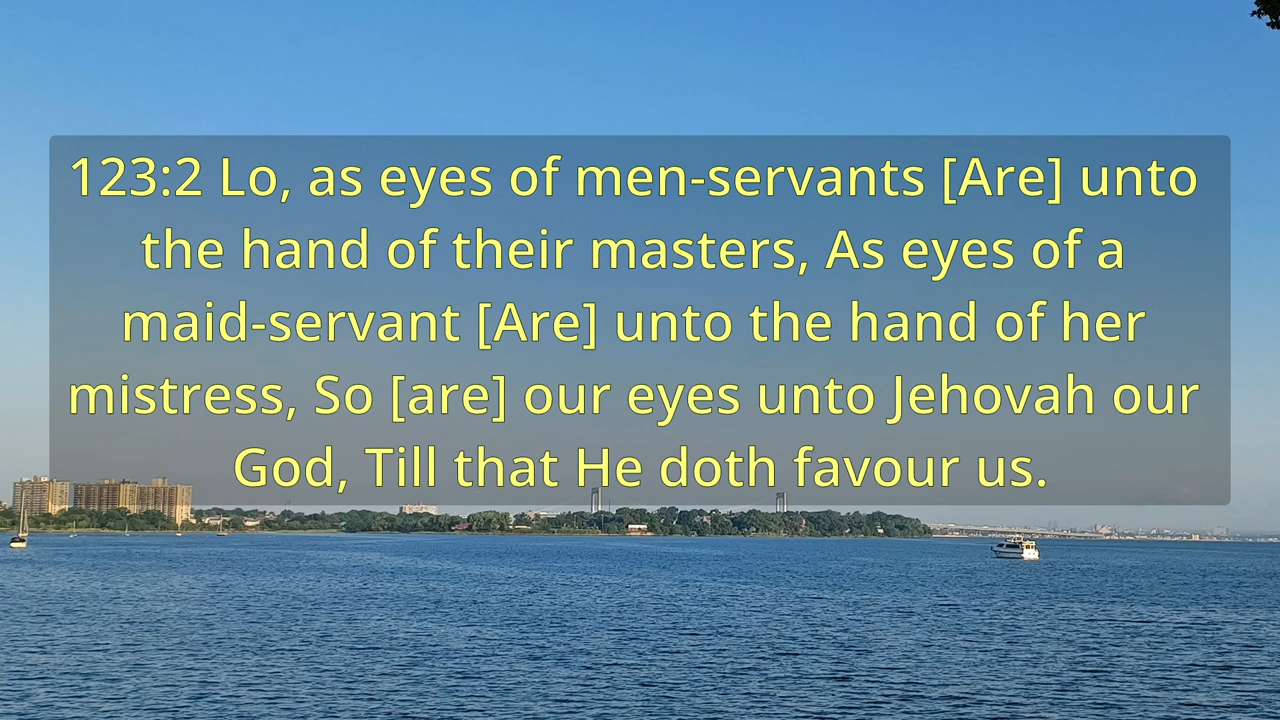 123:2 Lo, as eyes of men-servants [Are] unto
the hand of their masters, As eyes of a
maid-servant [Are] unto the hand of her
mistress, So [are] our eyes unto Jehovah our
God, Till that He doth favour us.